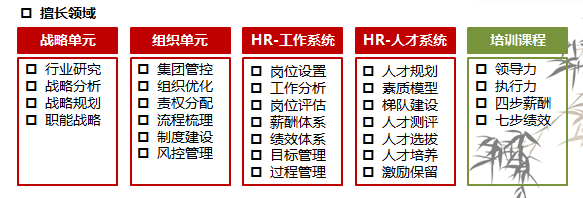 擅长领域
战略单元
行业研究
战略分析
战略规划
职能战略
组织单元
集团管控
组织优化
责权分配
流程梳理
制度建设
风控管理
HR-工作系统
岗位设置
工作分析
岗位评估
薪酬体系
绩效体系
目标管理
过程管理
HR-人才系统
人才规划
素质模型
梯队建设
人才测评
人才选拔
人才培养
激励保留
培训课程
领导力
执行力
四步薪酬
七步绩效